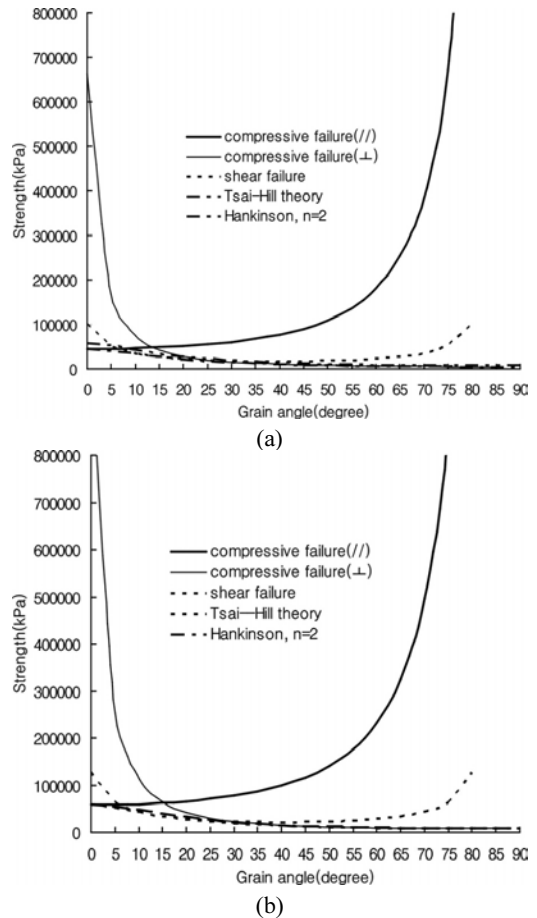 800000
700000
600000
500000
400000
300000
200000
100000
0
Strength(kPa)
compressive failure(//)
compressive failure(⊥)
shear failure
Tsai-Hill theory
Hankinson, n=2
0 5 10 15 20 25 30 35 40 45 50 55 60 65 70 75 80 85 90
Grain angle(degree)
(a)
800000
700000
600000
500000
400000
300000
200000
100000
0
Strength(kPa)
compressive failure(//)
compressive failure(⊥)
shear failure
Tsai—Hill theory
Hankinson, n=2
0 5 10 15 20 25 30 35 40 45 50 55 60 65 70 75 80 85 90
Grain angle(degree)
(b)